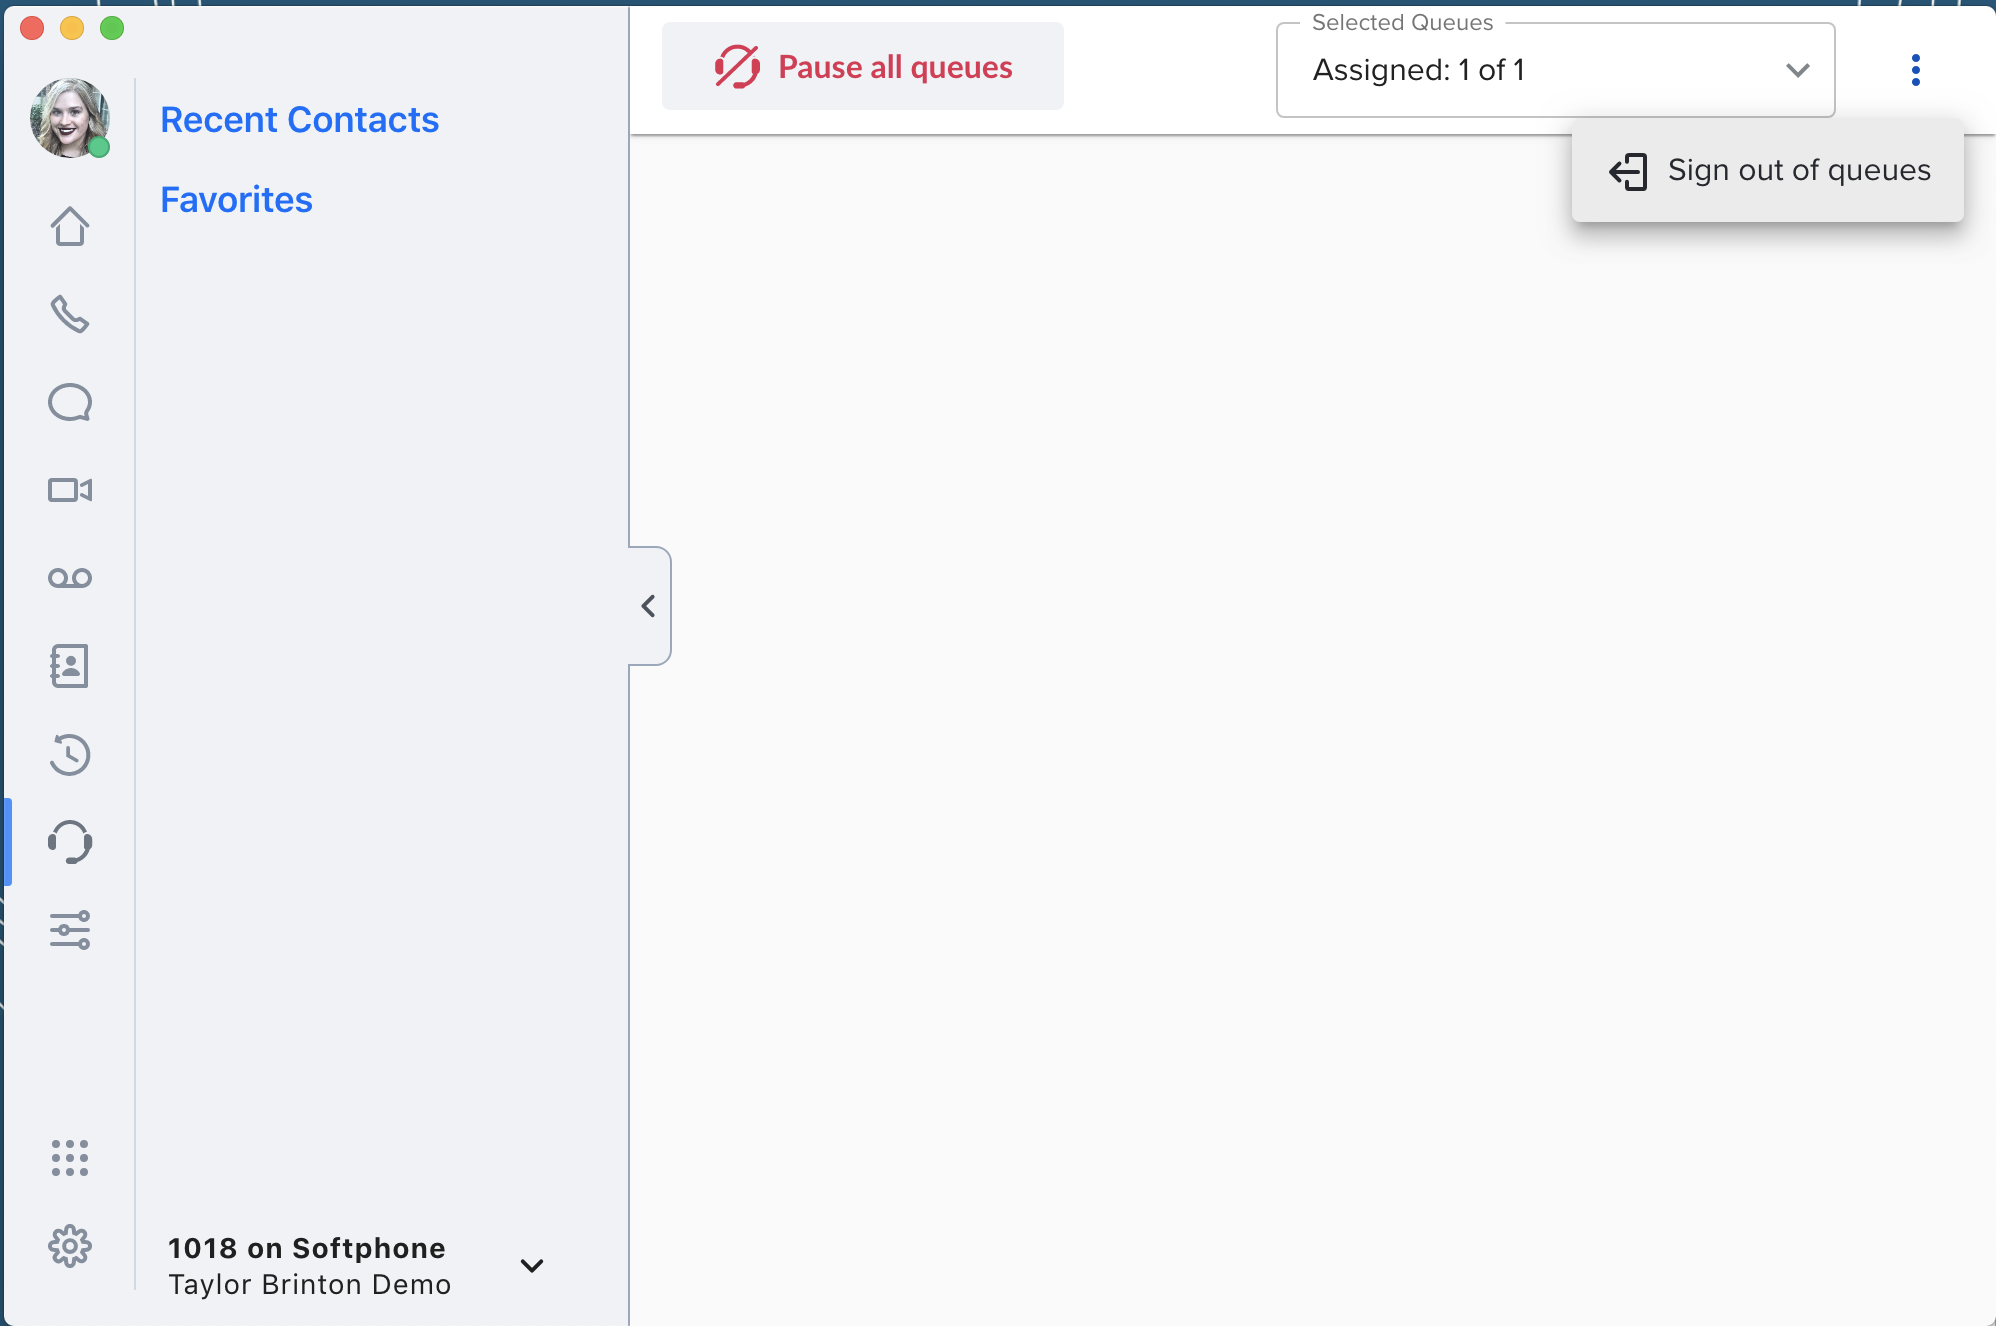 Pause all queues
Selected Queues
Assigned: 1 of 1
Recent Contacts
Sign out of queues
Favorites
1018 on Softphone
Taylor Brinton Demo